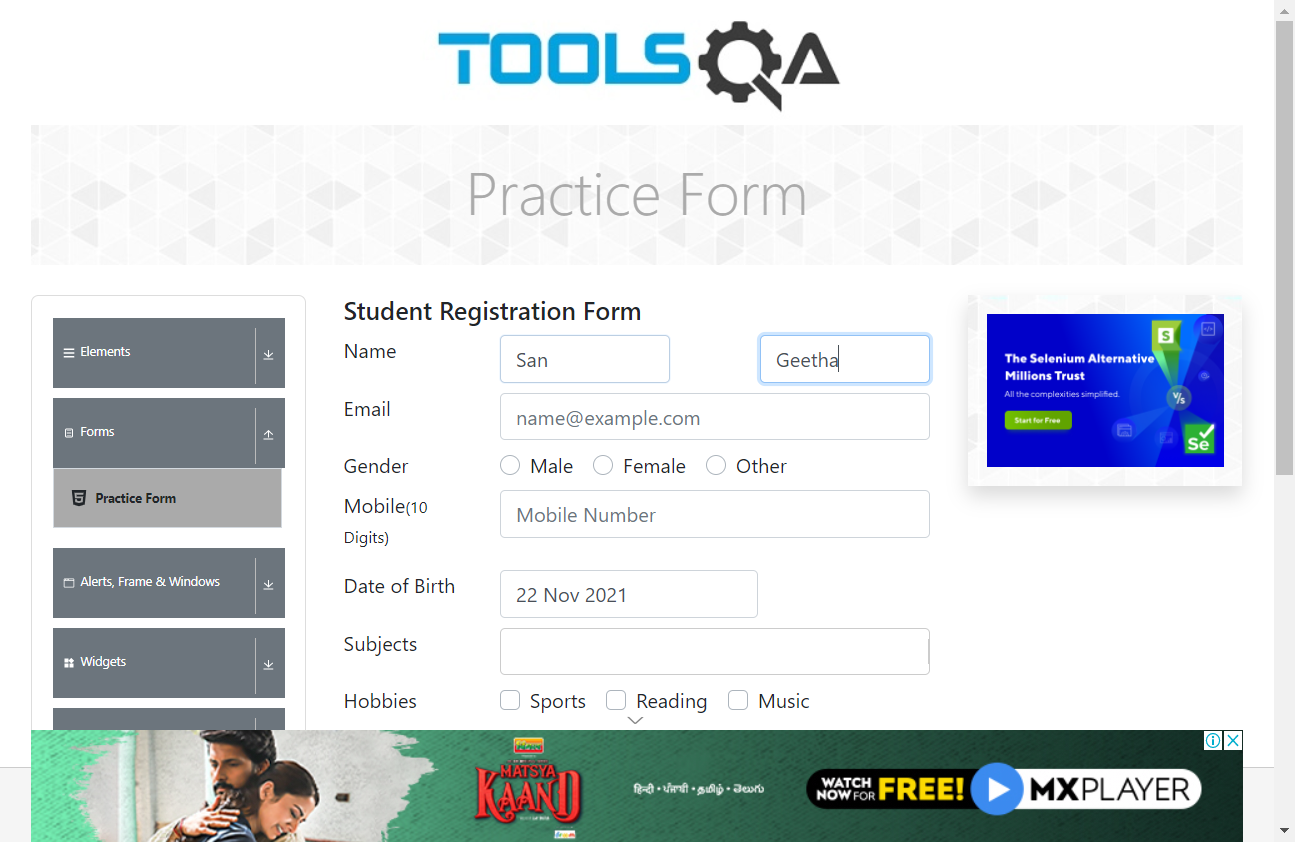 TOOLSQA
Practice Form
Elements
Forms
Practice Form
Alerts, Frame & Windows
Widgets
Student Registration Form
Name
San
Geetha
Email
name@example.com
Gender
Male
Female
Other
Mobile(10
Digits)
Mobile Number
Date of Birth
22 Nov 2021
Subjects
Hobbies
Sports
Reading
Music
The Selenium Alternative
Millions Trust
All the complexities simplified.
Start for Free
S
V/s
Se
MATSYA
KAAND
हिन्दी • ਪੰਜਾਬੀ • தமிழ் • తెలుగు
WATCH
NOW FOR
FREE!
MXPLAYER